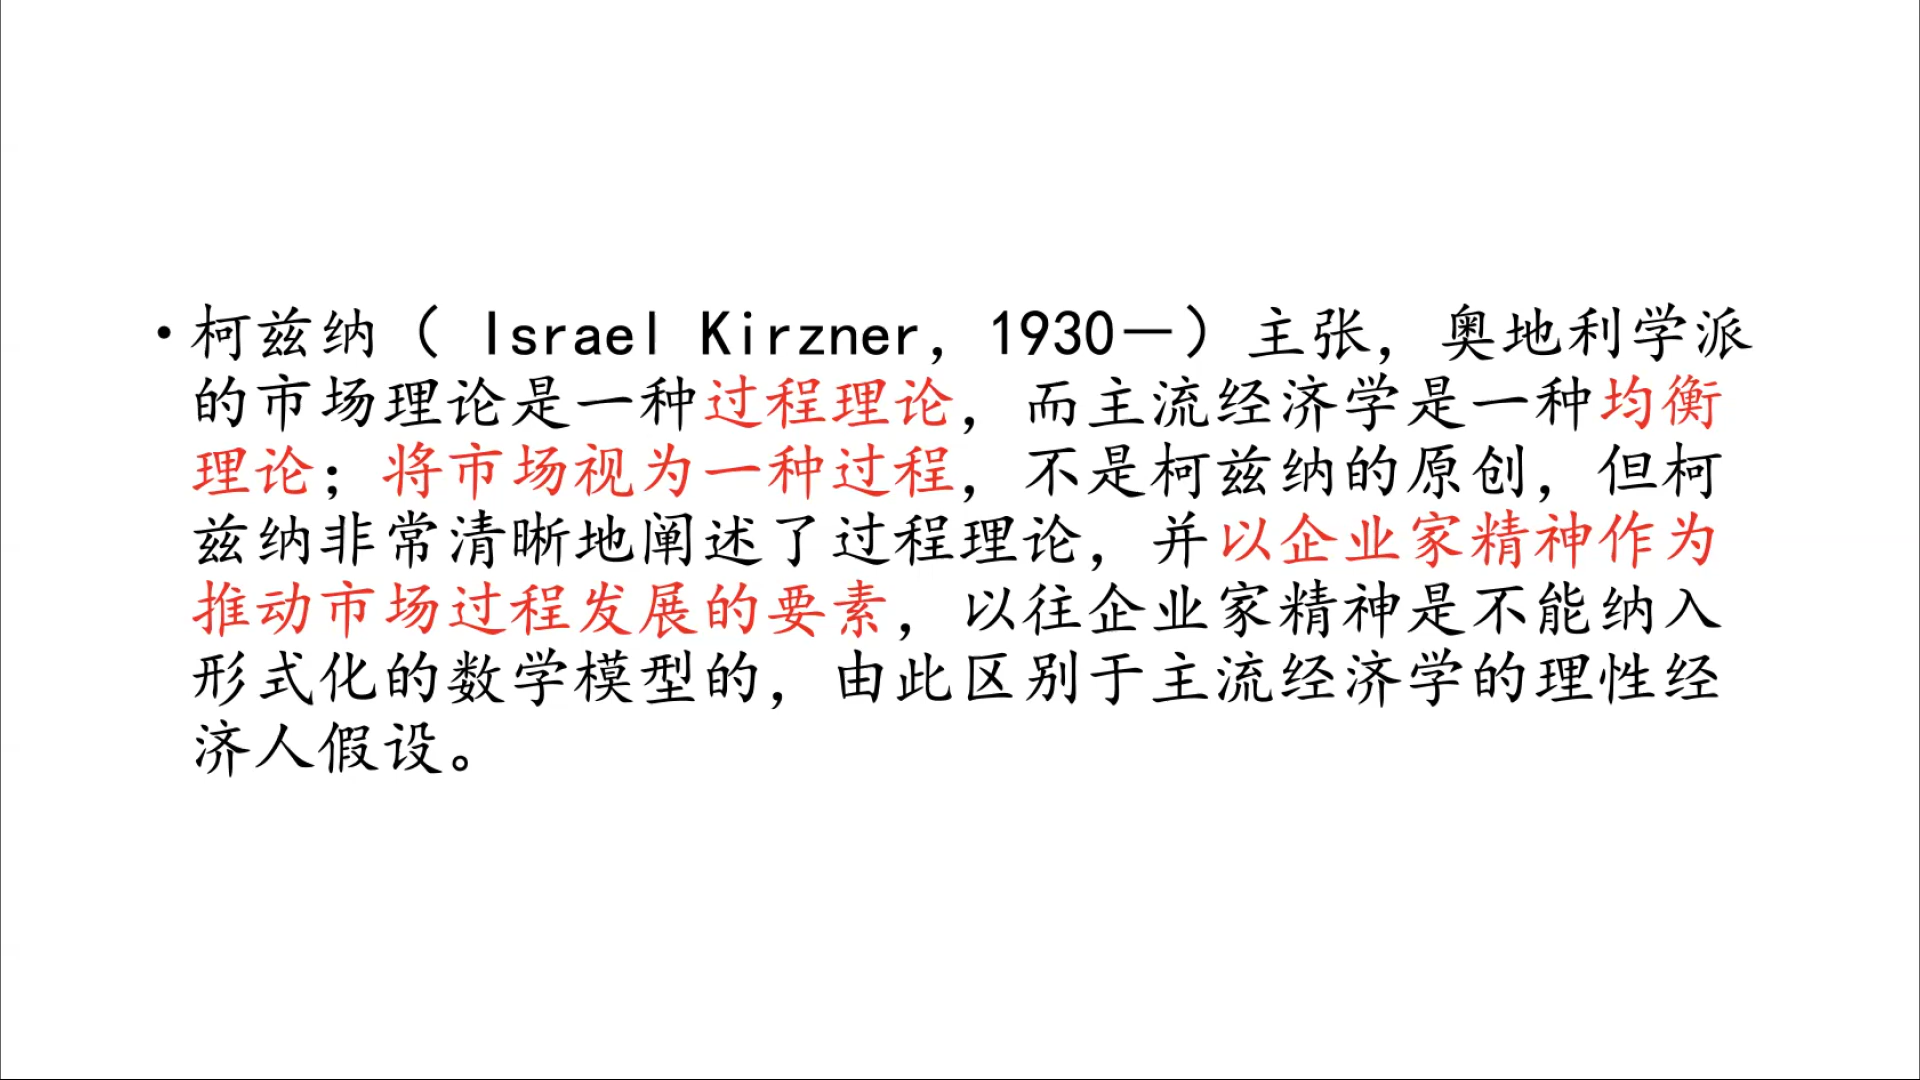 • 柯兹纳（ Israel Kirzner，1930－）主张，奥地利学派
的市场理论是一种过程理论，而主流经济学是一种均衡
理论；将市场视为一种过程，不是柯兹纳的原创，但柯
兹纳非常清晰地阐述了过程理论，并以企业家精神作为
推动市场过程发展的要素，以往企业家精神是不能纳入
形式化的数学模型的，由此区别于主流经济学的理性经
济人假设。